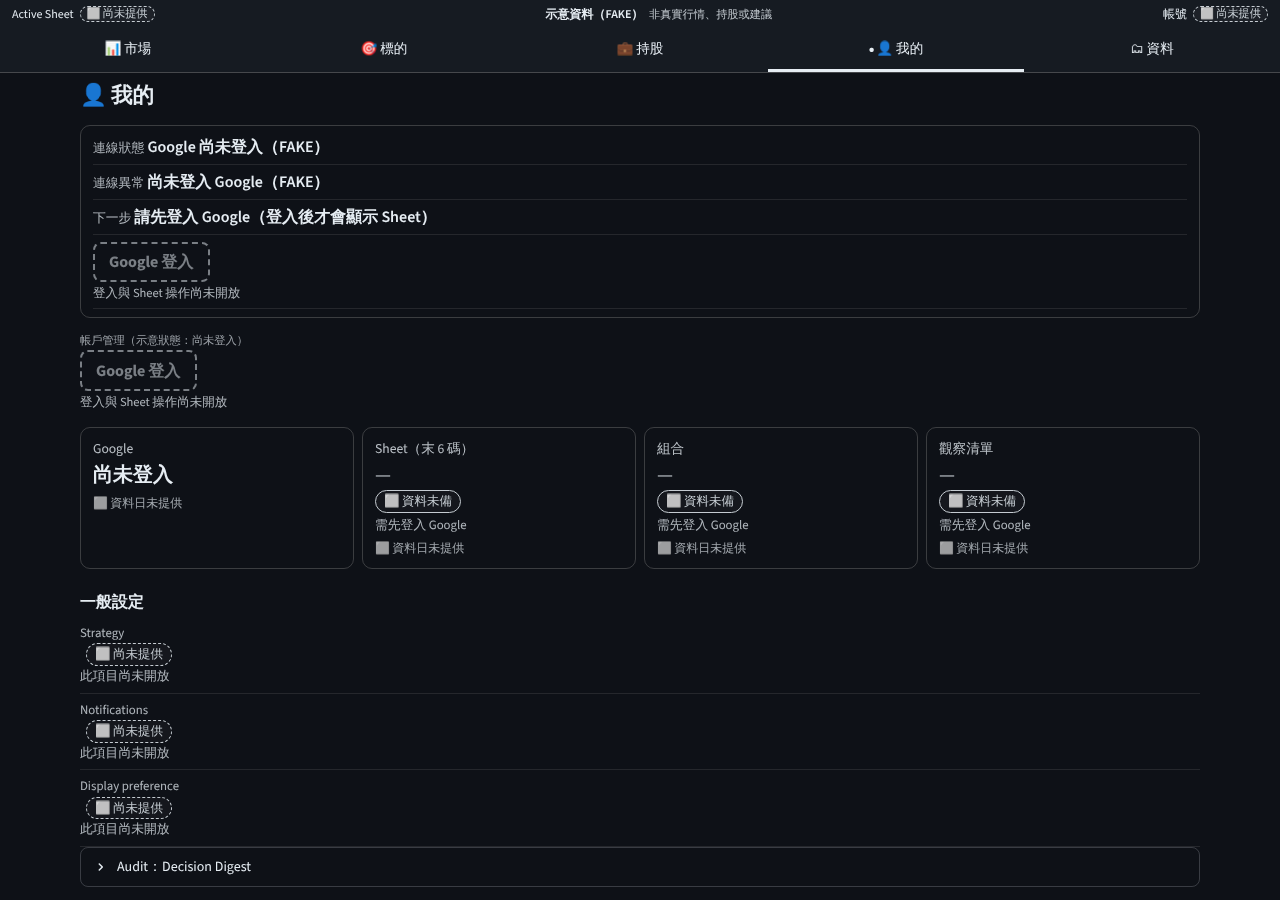 Active Sheet 尚未提供 示意資料（FAKE） 非真實行情、持股或建議 帳號 尚未提供
市場 標的 持股 • 我的 資料
我的
連線狀態 Google 尚未登入（FAKE）
連線異常 尚未登入 Google（FAKE）
下一步 請先登入 Google（登入後才會顯示 Sheet）
Google 登入
登入與 Sheet 操作尚未開放
帳戶管理（示意狀態：尚未登入）
Google 登入
登入與 Sheet 操作尚未開放
Google
尚未登入
資料日未提供
Sheet（末 6 碼）
—
資料未備
需先登入 Google
資料日未提供
組合
—
資料未備
需先登入 Google
資料日未提供
觀察清單
—
資料未備
需先登入 Google
資料日未提供
一般設定
Strategy
尚未提供
此項目尚未開放
Notifications
尚未提供
此項目尚未開放
Display preference
尚未提供
此項目尚未開放
Audit：Decision Digest